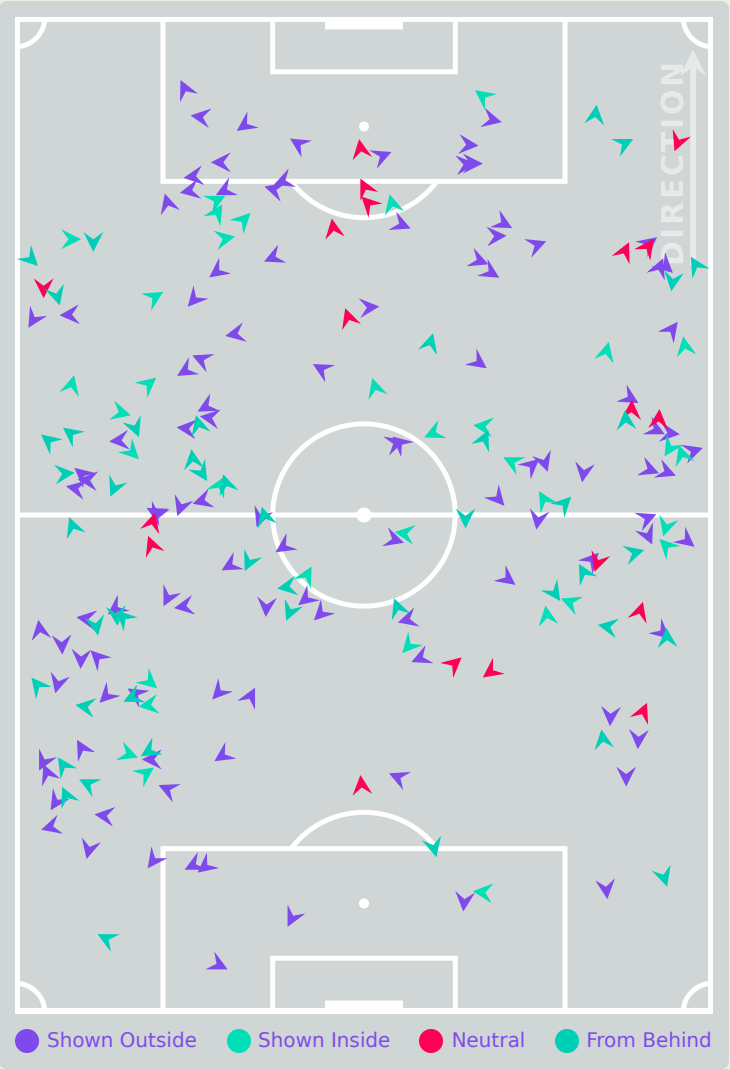 DIRECTION
Shown Outside
Shown Inside
Neutral
From Behind